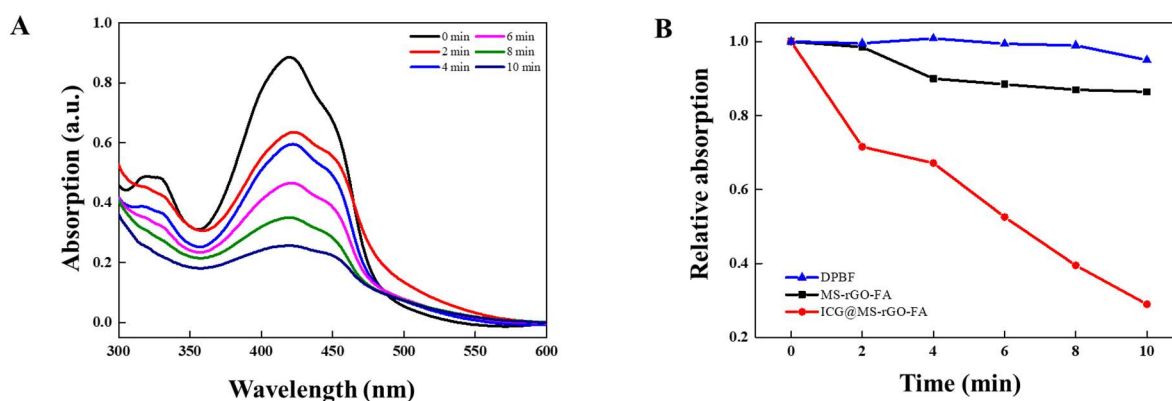 A
Absorption (a.u.)
1.0
0.8
0.6
0.4
0.2
0.0
0 min
2 min
4 min
6 min
8 min
10 min
300 350 400 450 500 550 600
Wavelength (nm)
B
Relative absorption
1.0
0.8
0.6
0.4
0.2
DPBF
MS-rGO-FA
ICG@MS-rGO-FA
0 2 4 6 8 10
Time (min)